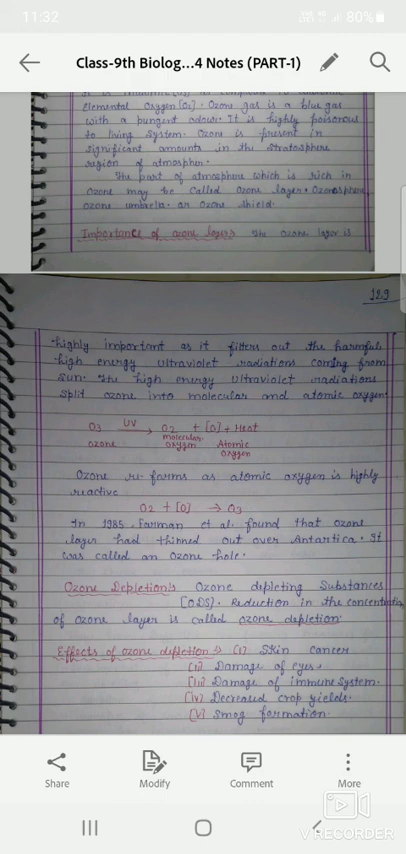 11:32
80%
Class-9th Biolog...4 Notes (PART-1)
Elemental Oxygen [O₂]. Ozone gas is a blue gas
with a pungent odour. It is highly poisonous
to living system. Ozone is present in
significant amounts in the stratosphere
region of atmospher.
The part of atmosphere which is rich in
Ozone may be called ozone layer. Ozonosphere,
ozone umbrella. or ozone shield.
Importance of ozone layer:- The ozone layer is
129
highly important as it filters out the harmful
high energy ultraviolet radiations coming from
sun. The high energy ultraviolet radiations
split ozone into molecular and atomic oxygen.
O₃ UV → O₂ + [O] + Heat
ozone molecular oxygen Atomic oxygen
Ozone re-forms as atomic oxygen is highly
reactive
O₂ + [O] → O₃
In 1985. Farman et al. found that ozone
layer had thinned out over Antartica. It
was called an ozone hole.
Ozone Depletion:- Ozone depleting Substances
[ODS]. Reduction in the concentration
of ozone layer is called ozone depletion.
Effects of ozone depletion:- (i) Skin cancer
(ii) Damage of eyes.
(iii) Damage of immune system.
(iv) Decreased crop yields.
(v) Smog formation.
Share
Modify
Comment
More
V RECORDER